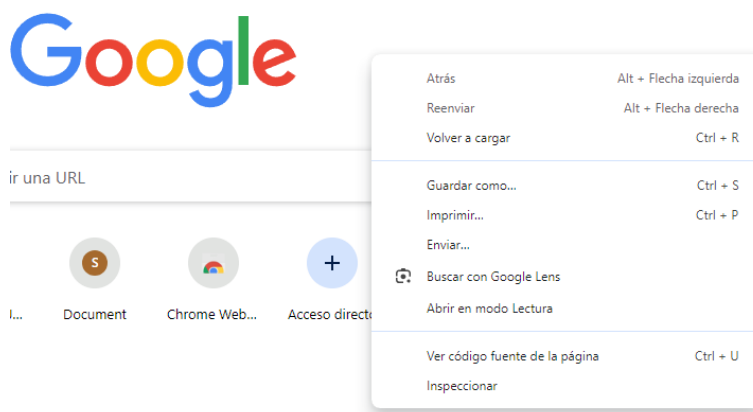 Google
ir una URL
S
Document
Chrome Web...
Acceso direct
Atrás Alt + Flecha izquierda
Reenviar Alt + Flecha derecha
Volver a cargar Ctrl + R
Guardar como... Ctrl + S
Imprimir... Ctrl + P
Enviar...
Buscar con Google Lens
Abrir en modo Lectura
Ver código fuente de la página Ctrl + U
Inspeccionar